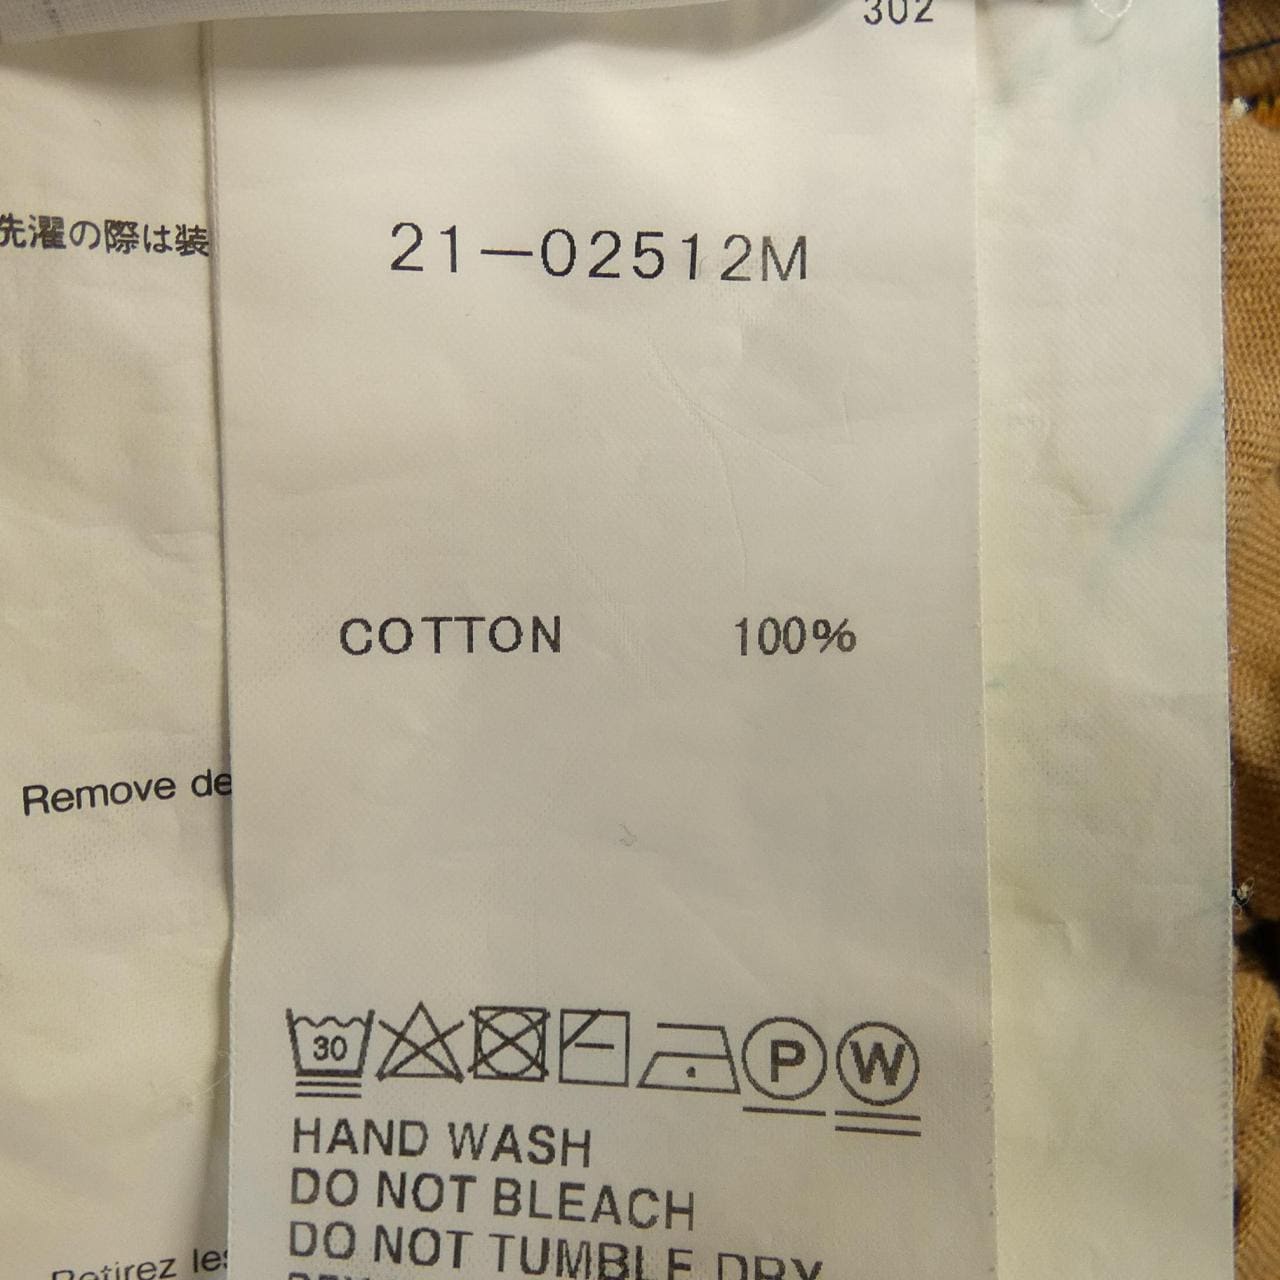 302
先濯の際は装
21-02512M
COTTON 100%
Remove de
30
P W
HAND WASH
DO NOT BLEACH
DO NOT TUMBLE DRY
Retirez les